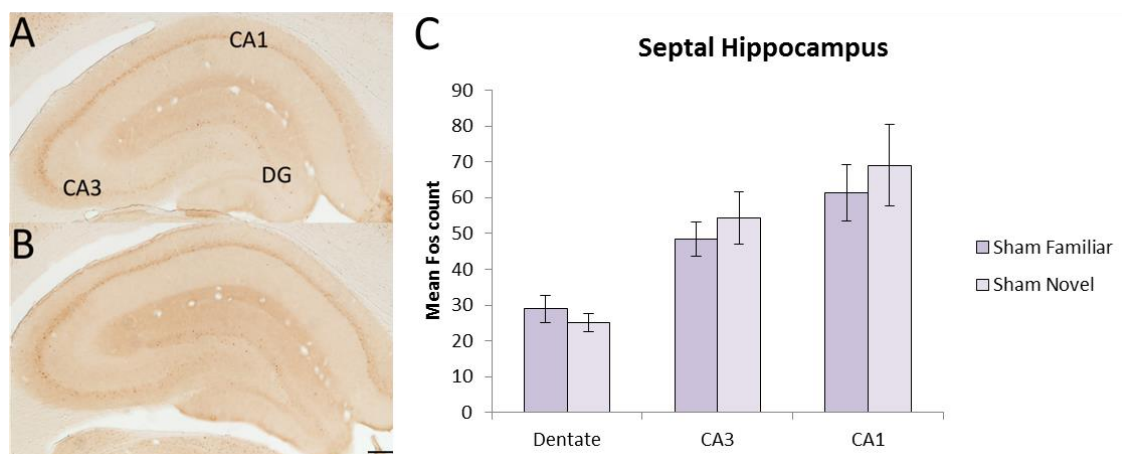 A
CA1
CA3
DG
B
C
Septal Hippocampus
Mean Fos count
90
80
70
60
50
40
30
20
10
0
Dentate
CA3
CA1
Sham Familiar
Sham Novel